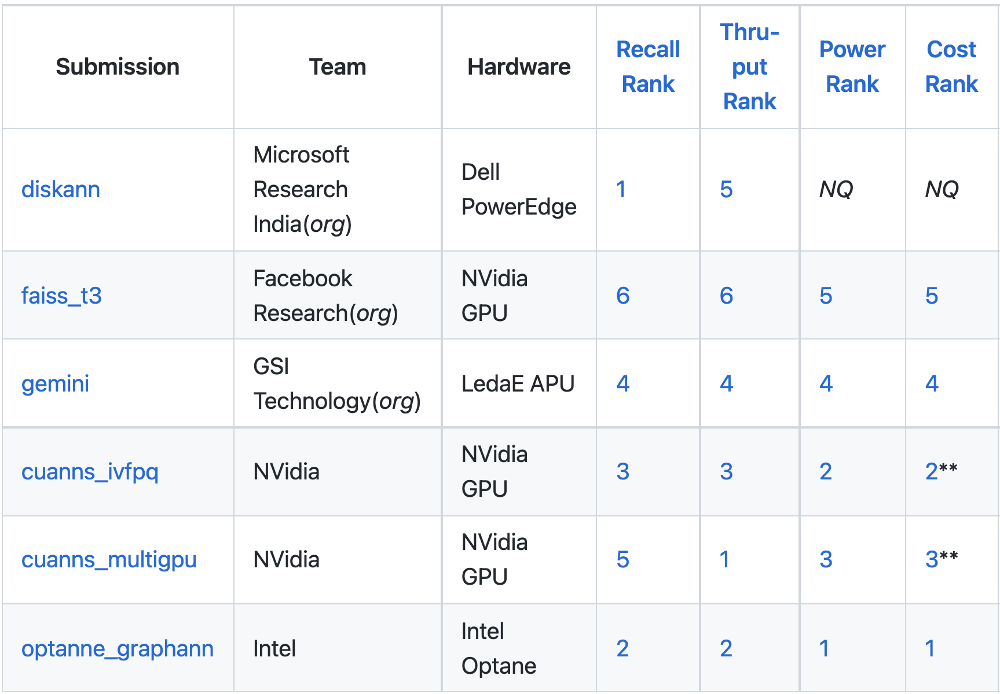 Submission Team Hardware Recall Rank Thru-put Rank Power Rank Cost Rank
diskann Microsoft Research India(org) Dell PowerEdge 1 5 NQ NQ
faiss_t3 Facebook Research(org) NVidia GPU 6 6 5 5
gemini GSI Technology(org) LedaE APU 4 4 4 4
cuanns_ivfpq NVidia NVidia GPU 3 3 2 2**
cuanns_multigpu NVidia NVidia GPU 5 1 3 3**
optanne_graphann Intel Intel Optane 2 2 1 1